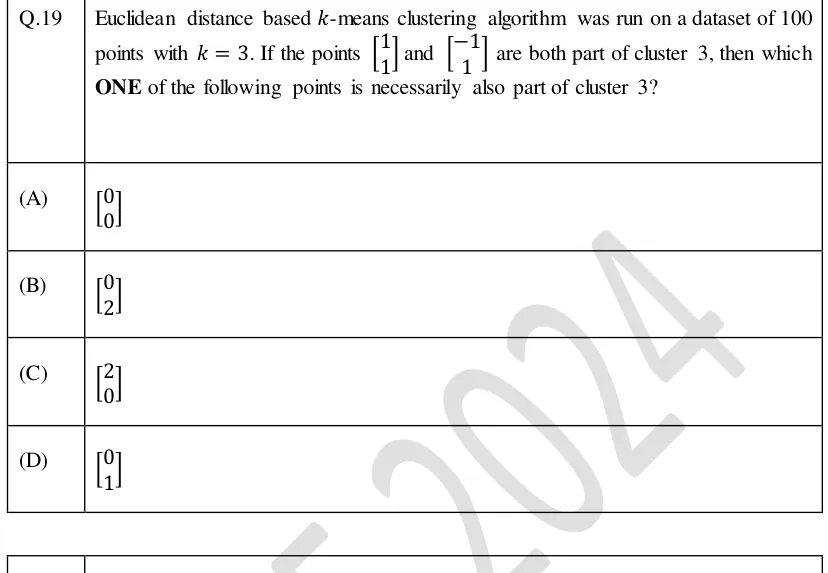 Q.19 Euclidean distance based k-means clustering algorithm was run on a dataset of 100
points with k = 3. If the points [1 1] and [−1 1] are both part of cluster 3, then which
ONE of the following points is necessarily also part of cluster 3?
(A) [0 0]
(B) [0 2]
(C) [2 0]
(D) [0 1]
2024